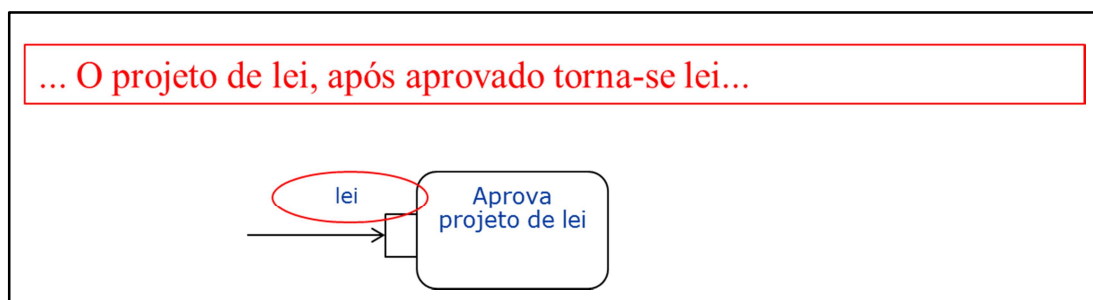 ... O projeto de lei, após aprovado torna-se lei...
lei
Aprova
projeto de lei